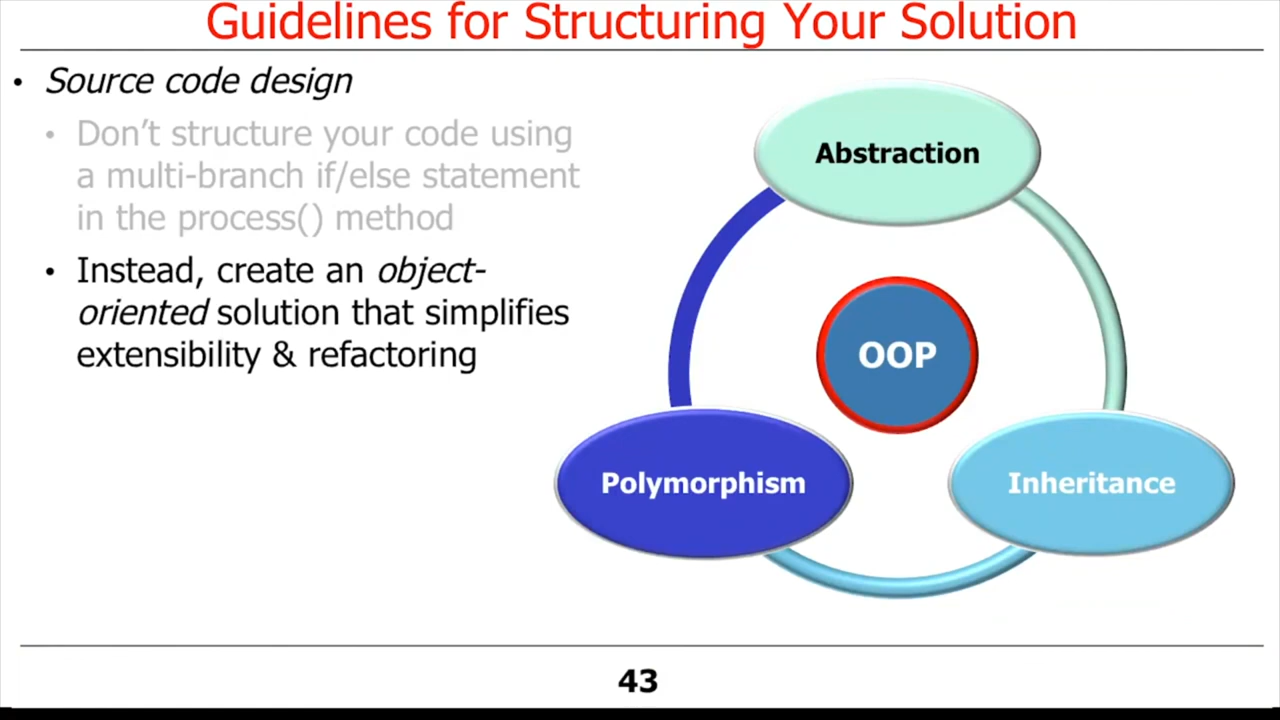 Guidelines for Structuring Your Solution
• Source code design
• Don’t structure your code using
a multi-branch if/else statement
in the process() method
• Instead, create an object-
oriented solution that simplifies
extensibility & refactoring
Abstraction
OOP
Polymorphism
Inheritance
43